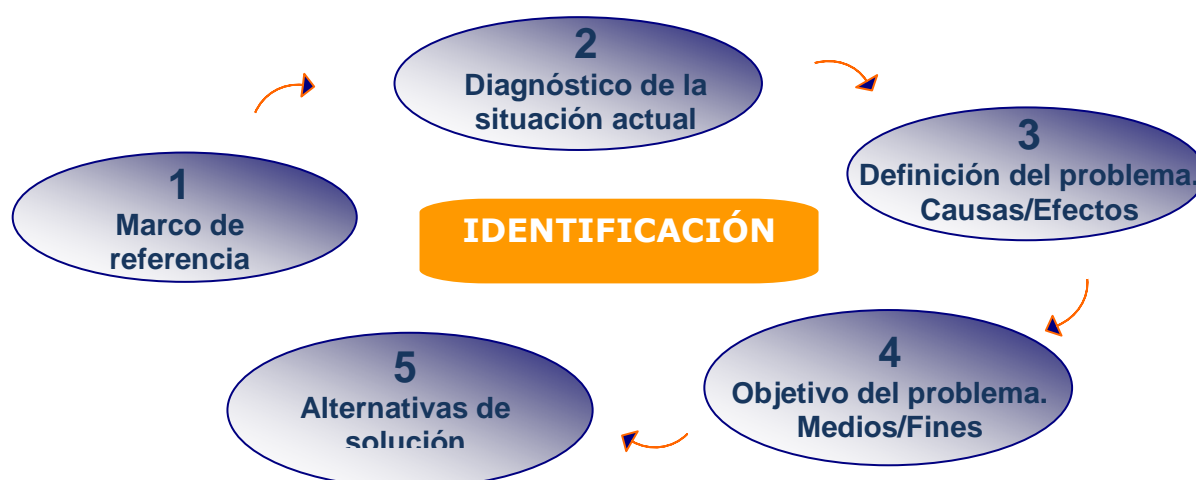 1
Marco de
referencia
2
Diagnóstico de la
situación actual
3
Definición del problema.
Causas/Efectos
IDENTIFICACIÓN
4
Objetivo del problema.
Medios/Fines
5
Alternativas de
solución